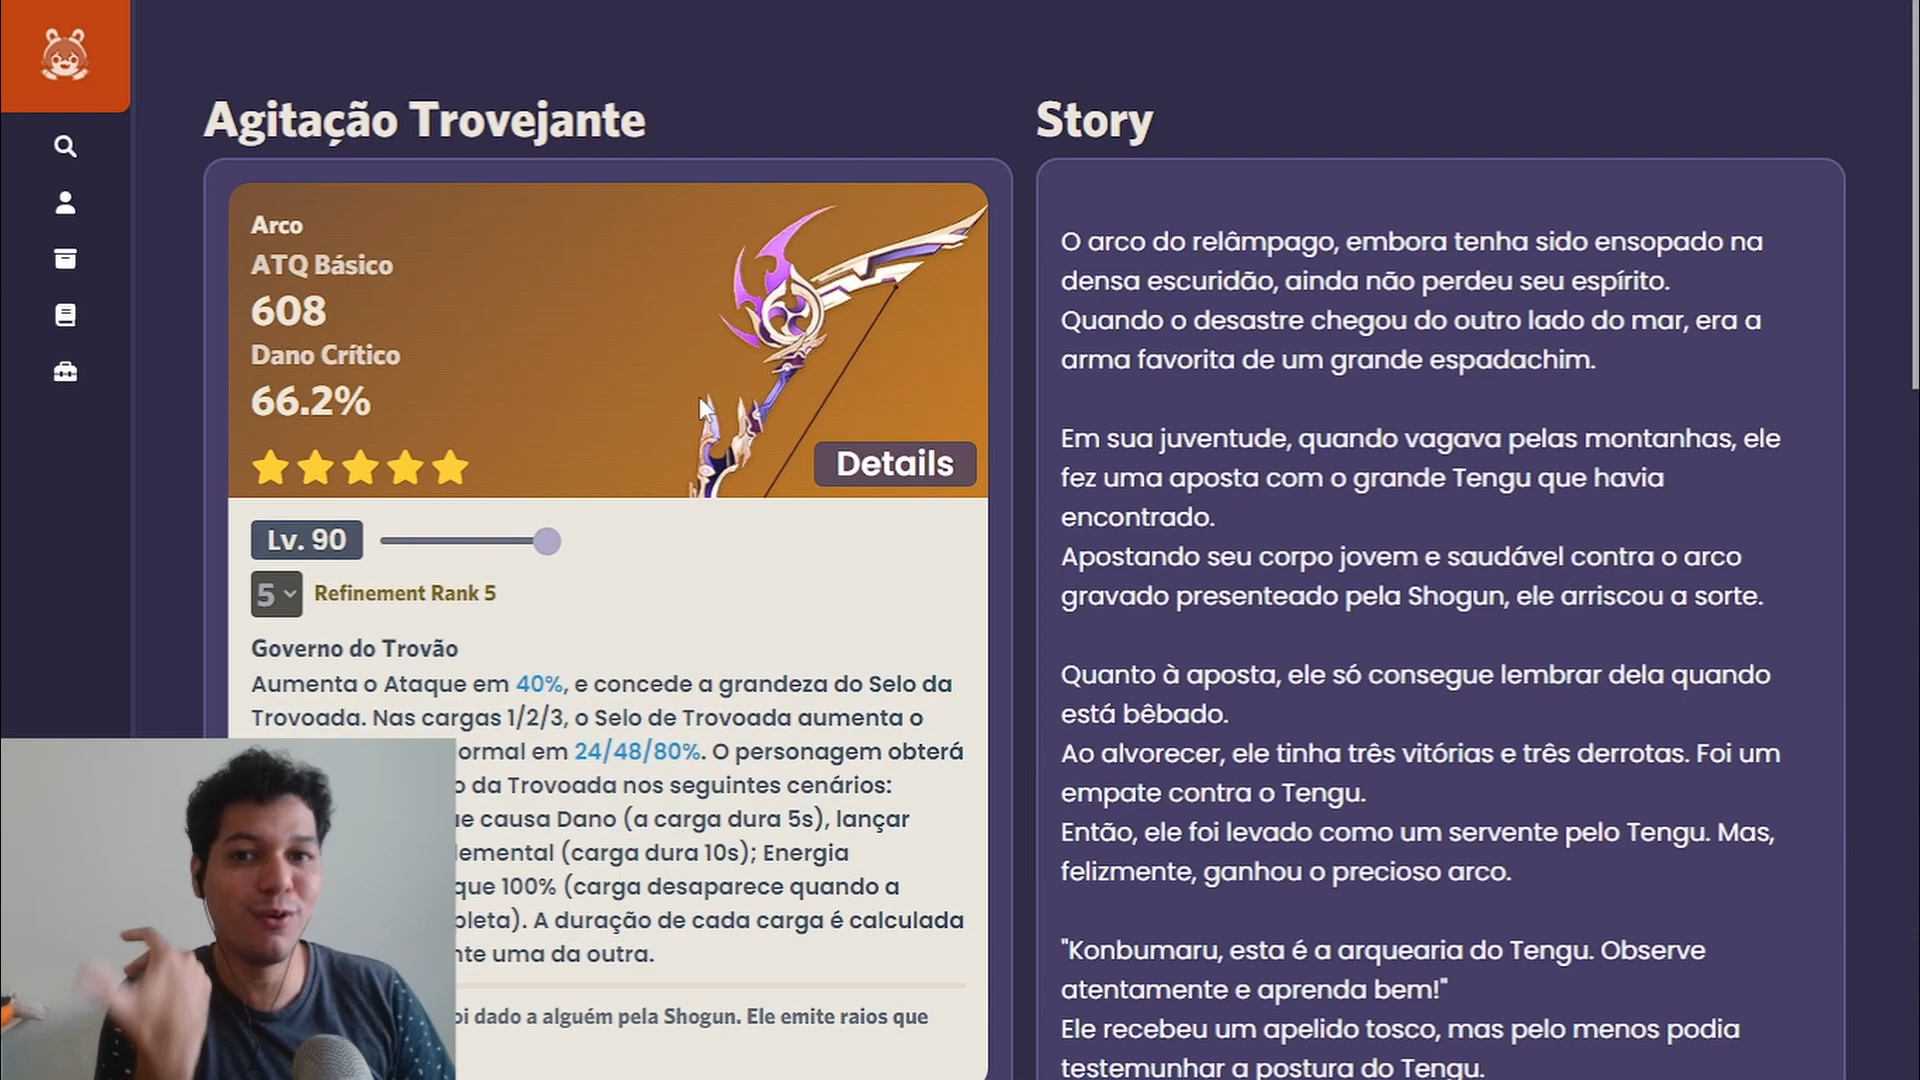 Agitação Trovejante
Arco
ATQ Básico
608
Dano Crítico
66.2%
Details
Lv. 90
5
Refinement Rank 5
Governo do Trovão
Aumenta o Ataque em 40%, e concede a grandeza do Selo da
Trovoada. Nas cargas 1/2/3, o Selo de Trovoada aumenta o
ormal em 24/48/80%. O personagem obterá
da Trovoada nos seguintes cenários:
causa Dano (a carga dura 5s), lançar
lemental (carga dura 10s); Energia
que 100% (carga desaparece quando a
pleta). A duração de cada carga é calculada
nte uma da outra.
oi dado a alguém pela Shogun. Ele emite raios que
Story
O arco do relâmpago, embora tenha sido ensopado na
densa escuridão, ainda não perdeu seu espírito.
Quando o desastre chegou do outro lado do mar, era a
arma favorita de um grande espadachim.
Em sua juventude, quando vagava pelas montanhas, ele
fez uma aposta com o grande Tengu que havia
encontrado.
Apostando seu corpo jovem e saudável contra o arco
gravado presenteado pela Shogun, ele arriscou a sorte.
Quanto à aposta, ele só consegue lembrar dela quando
está bêbado.
Ao alvorecer, ele tinha três vitórias e três derrotas. Foi um
empate contra o Tengu.
Então, ele foi levado como um servente pelo Tengu. Mas,
felizmente, ganhou o precioso arco.
"Konbumaru, esta é a arquearia do Tengu. Observe
atentamente e aprenda bem!"
Ele recebeu um apelido tosco, mas pelo menos podia
testemunhar a postura do Tengu.